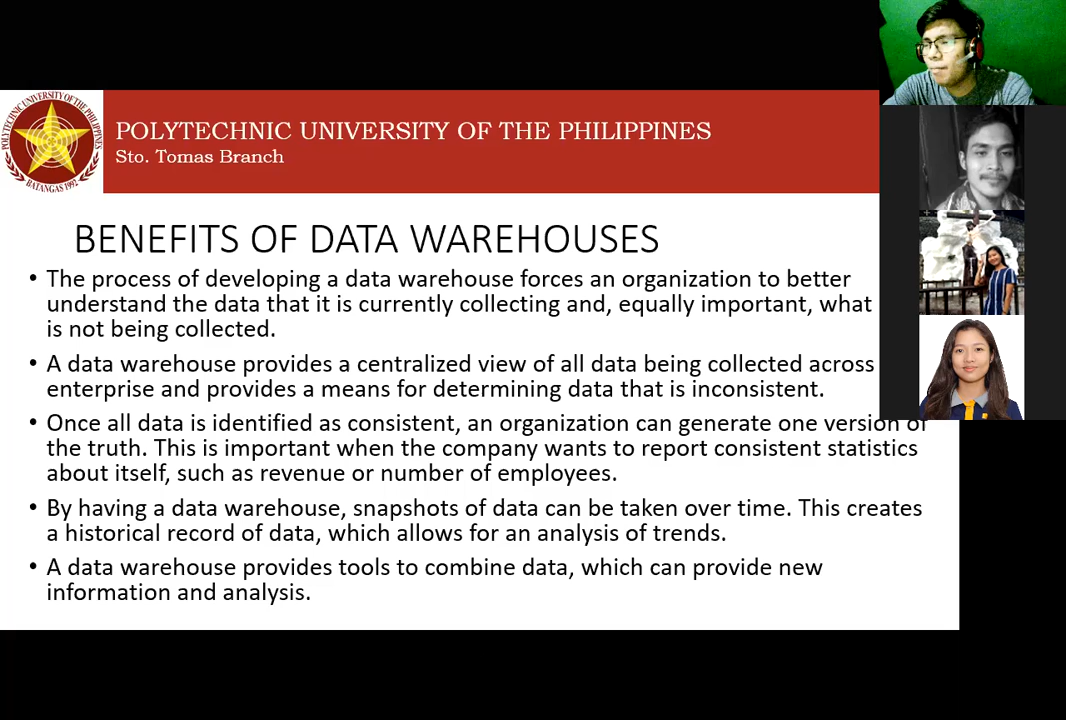 POLYTECHNIC UNIVERSITY OF THE PHILIPPINES
Sto. Tomas Branch
POLYTECHNIC UNIVERSITY OF THE PHILIPPINES
BATANGAS 1992
BENEFITS OF DATA WAREHOUSES
• The process of developing a data warehouse forces an organization to better
understand the data that it is currently collecting and, equally important, what
is not being collected.
• A data warehouse provides a centralized view of all data being collected across
enterprise and provides a means for determining data that is inconsistent.
• Once all data is identified as consistent, an organization can generate one version of
the truth. This is important when the company wants to report consistent statistics
about itself, such as revenue or number of employees.
• By having a data warehouse, snapshots of data can be taken over time. This creates
a historical record of data, which allows for an analysis of trends.
• A data warehouse provides tools to combine data, which can provide new
information and analysis.